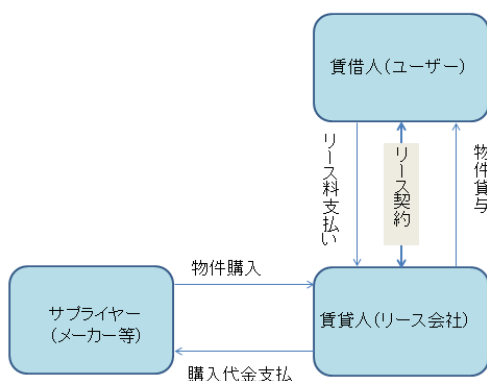 賃借人(ユーザー)
リース料支払い
リース契約
物件貸与
物件購入
サプライヤー
(メーカー等)
賃貸人(リース会社)
購入代金支払